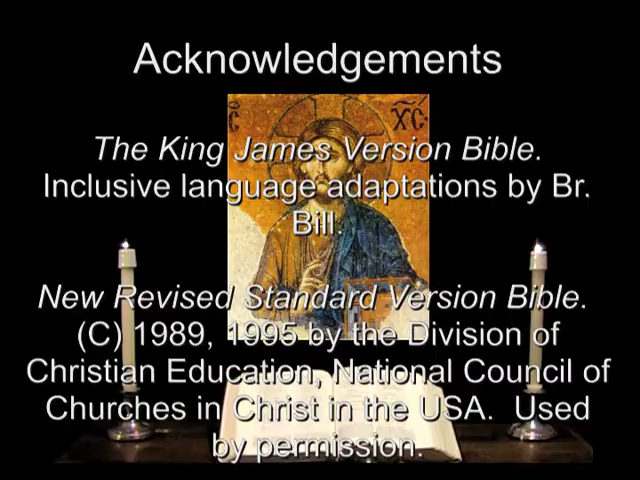 Acknowledgements
The King James Version Bible.
Inclusive language adaptations by Br.
Bill.
New Revised Standard Version Bible.
(C) 1989, 1995 by the Division of
Christian Education, National Council of
Churches in Christ in the USA.  Used
by permission.
XC